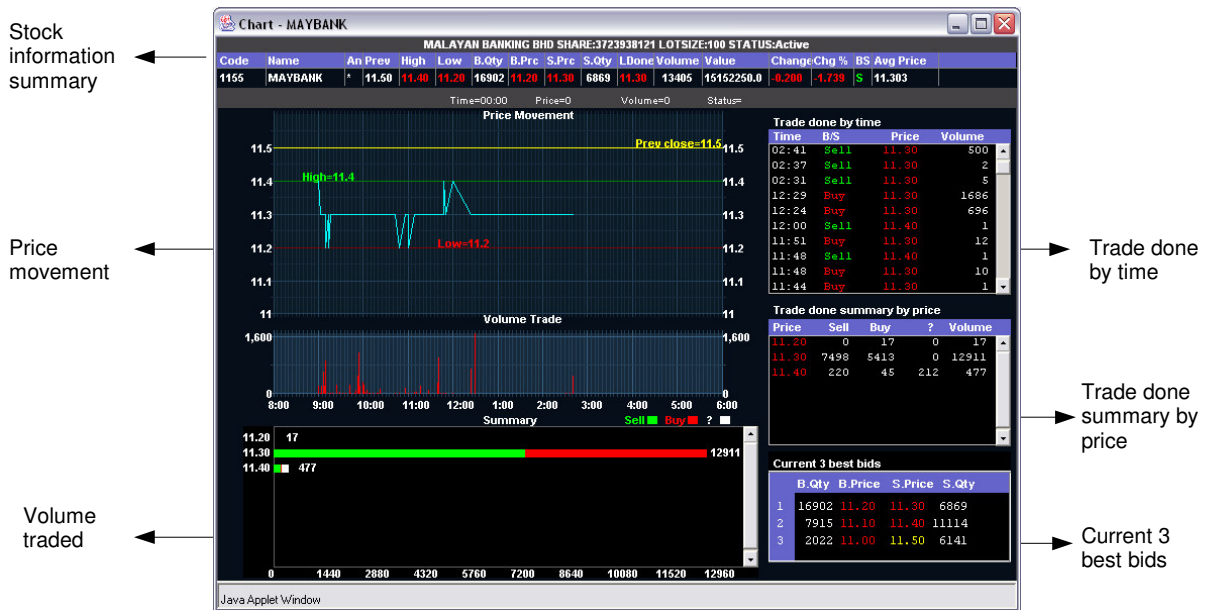 Chart - MAYBANK
MALAYAN BANKING BHD SHARE:3723938121 LOTSIZE:100 STATUS:Active
Code Name An Prev High Low B.Qty B.Prc S.Prc S.Qty LDone Volume Value Change Chg % BS Avg Price
1155 MAYBANK * 11.50 11.40 11.20 16902 11.20 11.30 6869 11.30 13405 15152250.0 -0.200 -1.739 S 11.303
Time=00:00 Price=0 Volume=0 Status=
Stock
information
summary
Price
movement
Volume
traded
Price Movement
Prev close=11.5
11.5 11.5
High=11.4
11.4 11.4
11.3 11.3
Low=11.2
11.2 11.2
11.1 11.1
11 11
Volume Trade
1,600 1,600
0 0
8:00 9:00 10:00 11:00 12:00 1:00 2:00 3:00 4:00 5:00 6:00
Summary Sell Buy ?
11.20 17
11.30 12911
11.40 477
0 1440 2880 4320 5760 7200 8640 10080 11520 12960
Trade done by time
Time B/S Price Volume
02:41 Sell 11.30 500
02:37 Sell 11.30 2
02:31 Sell 11.30 5
12:29 Buy 11.30 1686
12:24 Buy 11.30 696
12:00 Sell 11.40 1
11:51 Buy 11.30 12
11:48 Sell 11.40 1
11:48 Buy 11.30 10
11:44 Buy 11.30 1
Trade done summary by price
Price Sell Buy ? Volume
11.20 0 17 0 17
11.30 7498 5413 0 12911
11.40 220 45 212 477
Current 3 best bids
B.Qty B.Price S.Price S.Qty
1 16902 11.20 11.30 6869
2 7915 11.10 11.40 11114
3 2022 11.00 11.50 6141
Trade done
by time
Trade done
summary by
price
Current 3
best bids
Java Applet Window